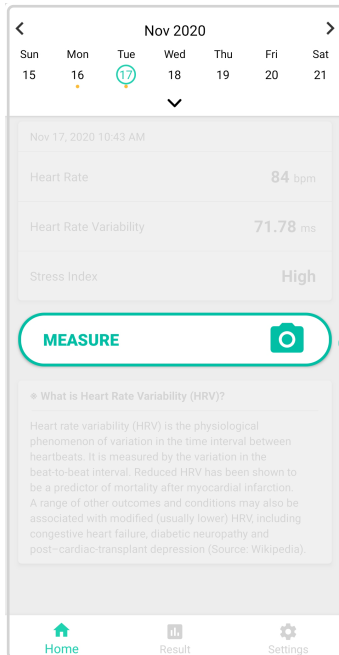 Nov 2020
Sun Mon Tue Wed Thu Fri Sat
15 16 17 18 19 20 21
Nov 17, 2020 10:43 AM
Heart Rate 84 bpm
Heart Rate Variability 71.78 ms
Stress Index High
MEASURE
What is Heart Rate Variability (HRV)?
Heart rate variability (HRV) is the physiological
phenomenon of variation in the time interval between
heartbeats. it is measured by the variation in the
beat-to-beat interval. Reduced HRV has been shown to
be a predictor of mortality after myocardial infarction.
A range of other outcomes and conditions may also be
associated with modified (usually lower) HRV, including
congestive heart failure, diabetic neuropathy and
post–cardiac-transplant depression (Source: Wikipedia).
Home Result Settings